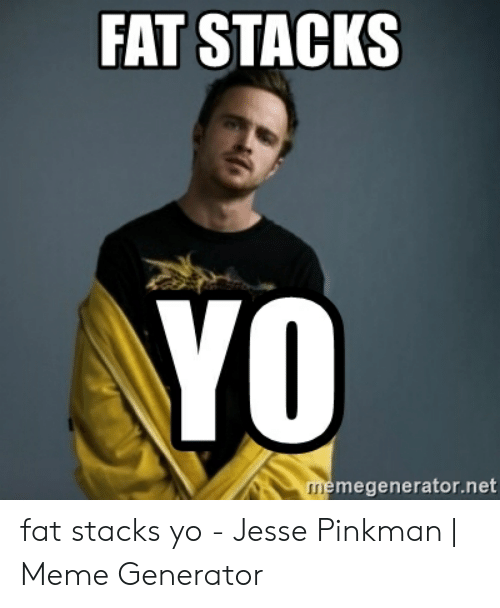 FAT STACKS
YO
memegenerator.net
fat stacks yo - Jesse Pinkman |
Meme Generator